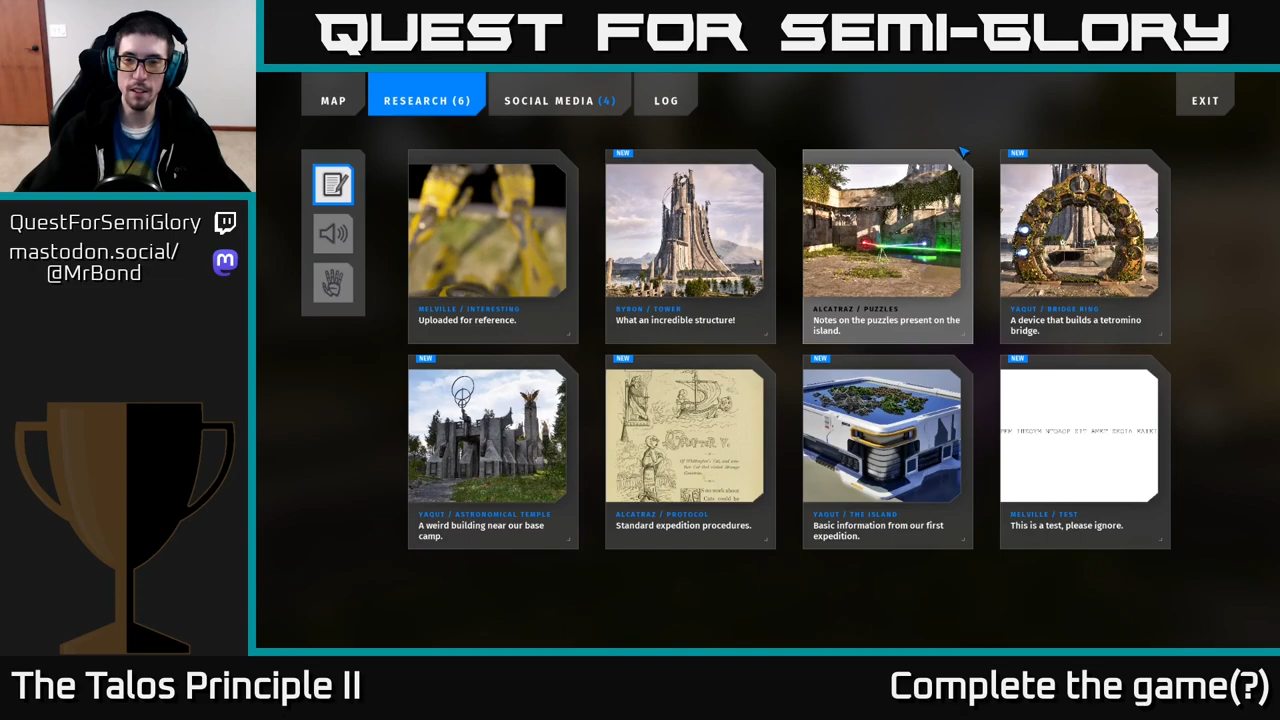 QUEST FOR SEMI-GLORY
MAP
RESEARCH (6)
SOCIAL MEDIA (4)
LOG
EXIT
QuestForSemiGlory
mastodon.social/
@MrBond
MELVILLE / INTERESTING
Uploaded for reference.
NEW
BYRON / TOWER
What an incredible structure!
ALCATRAZ / PUZZLES
Notes on the puzzles present on the
island.
NEW
YAQUT / BRIDGE RING
A device that builds a tetromino
bridge.
NEW
YAQUT / ASTRONOMICAL TEMPLE
A weird building near our base
camp.
NEW
Chapter V.
ALCATRAZ / PROTOCOL
Standard expedition procedures.
NEW
YAQUT / THE ISLAND
Basic information from our first
expedition.
NEW
MELVILLE / TEST
This is a test, please ignore.
The Talos Principle II
Complete the game(?)